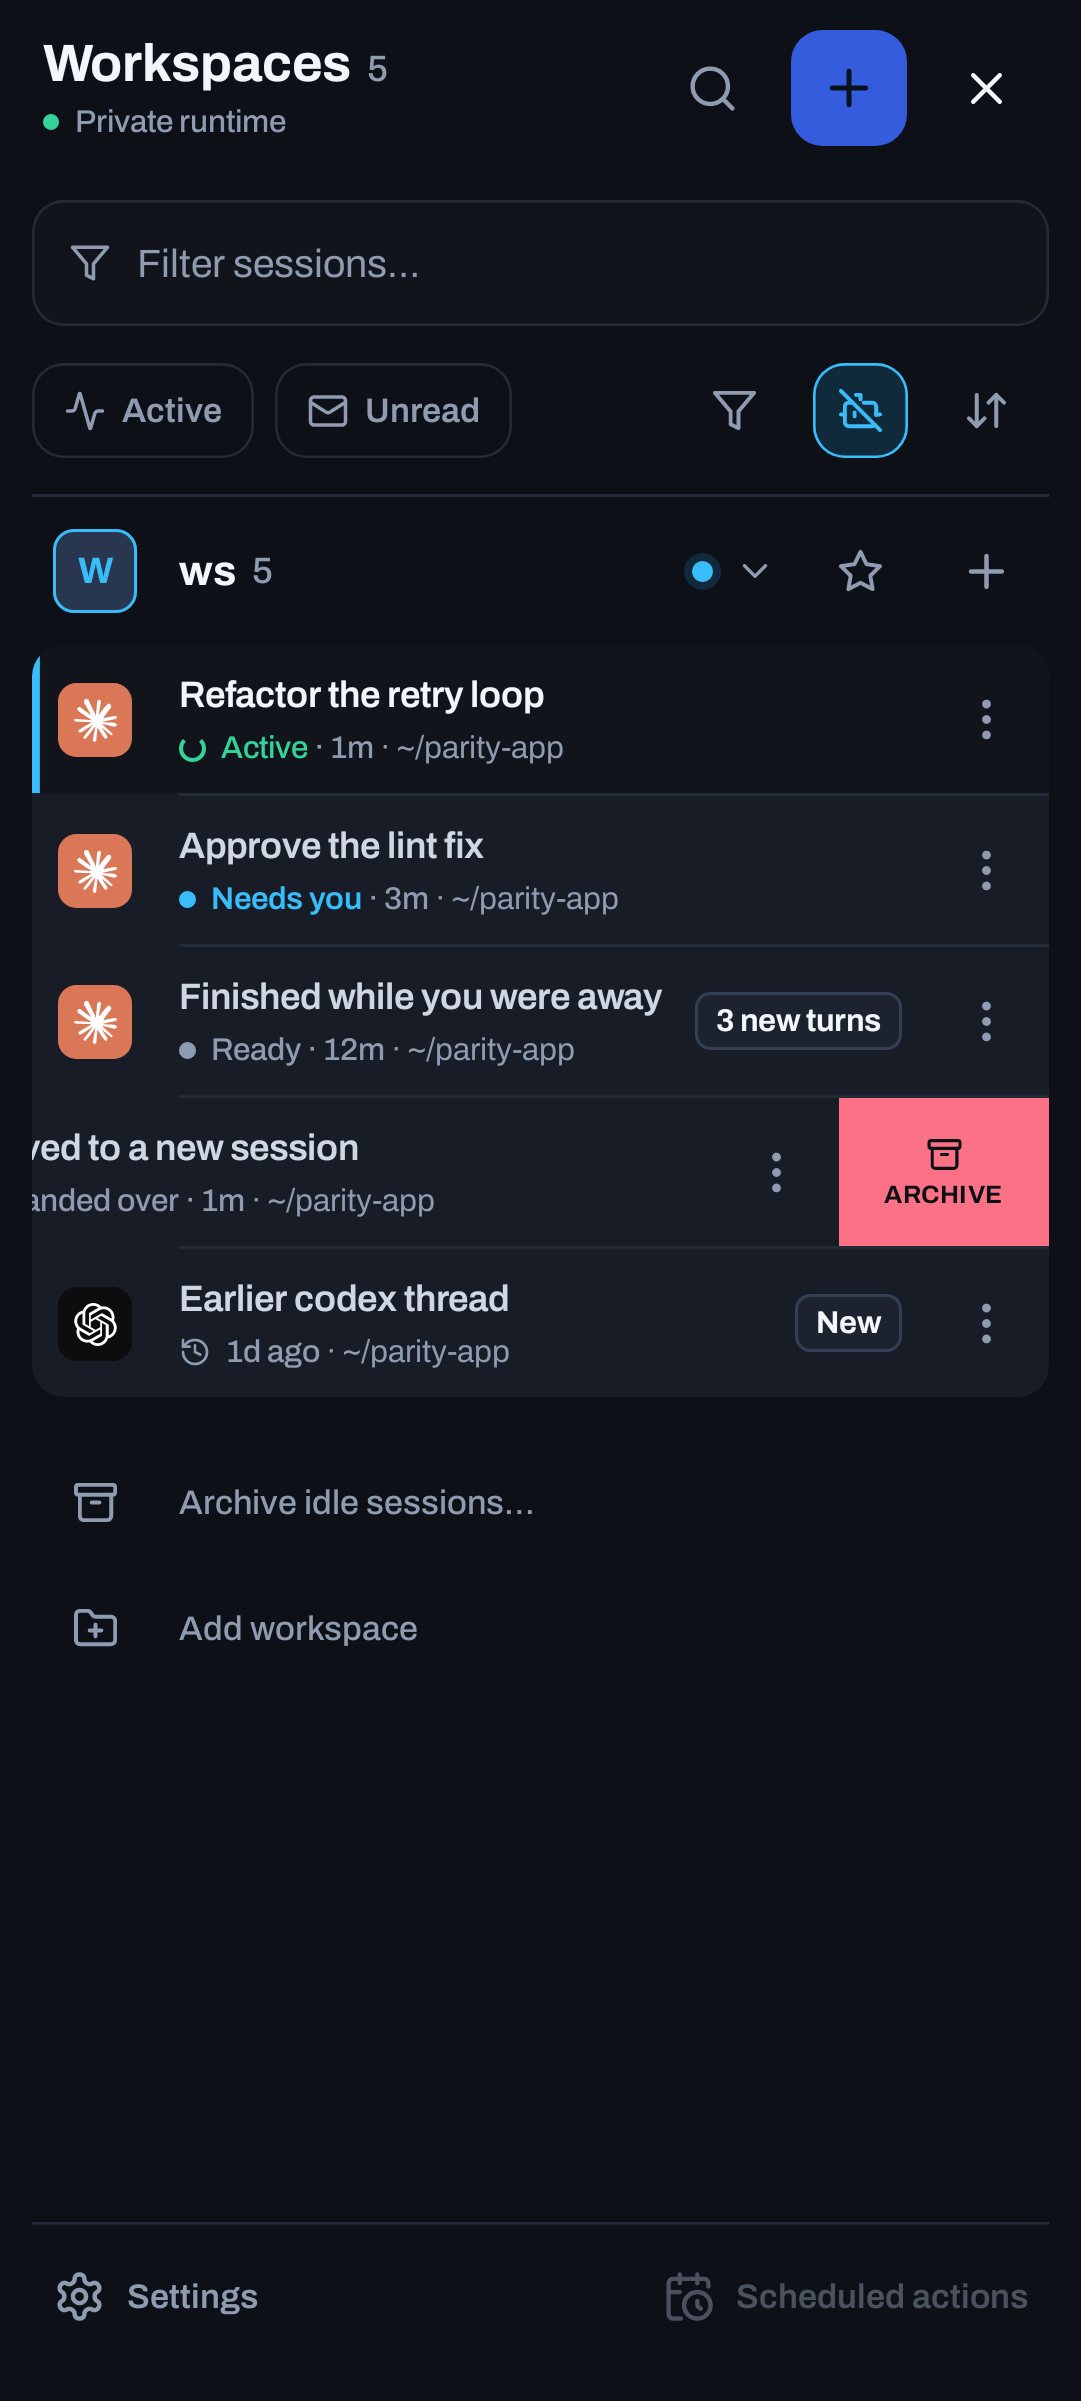 Workspaces 5
Private runtime
Filter sessions...
Active
Unread
W
ws 5
Refactor the retry loop
Active · 1m · ~/parity-app
Approve the lint fix
Needs you · 3m · ~/parity-app
Finished while you were away
3 new turns
Ready · 12m · ~/parity-app
ved to a new session
anded over · 1m · ~/parity-app
ARCHIVE
Earlier codex thread
New
1d ago · ~/parity-app
Archive idle sessions...
Add workspace
Settings
Scheduled actions